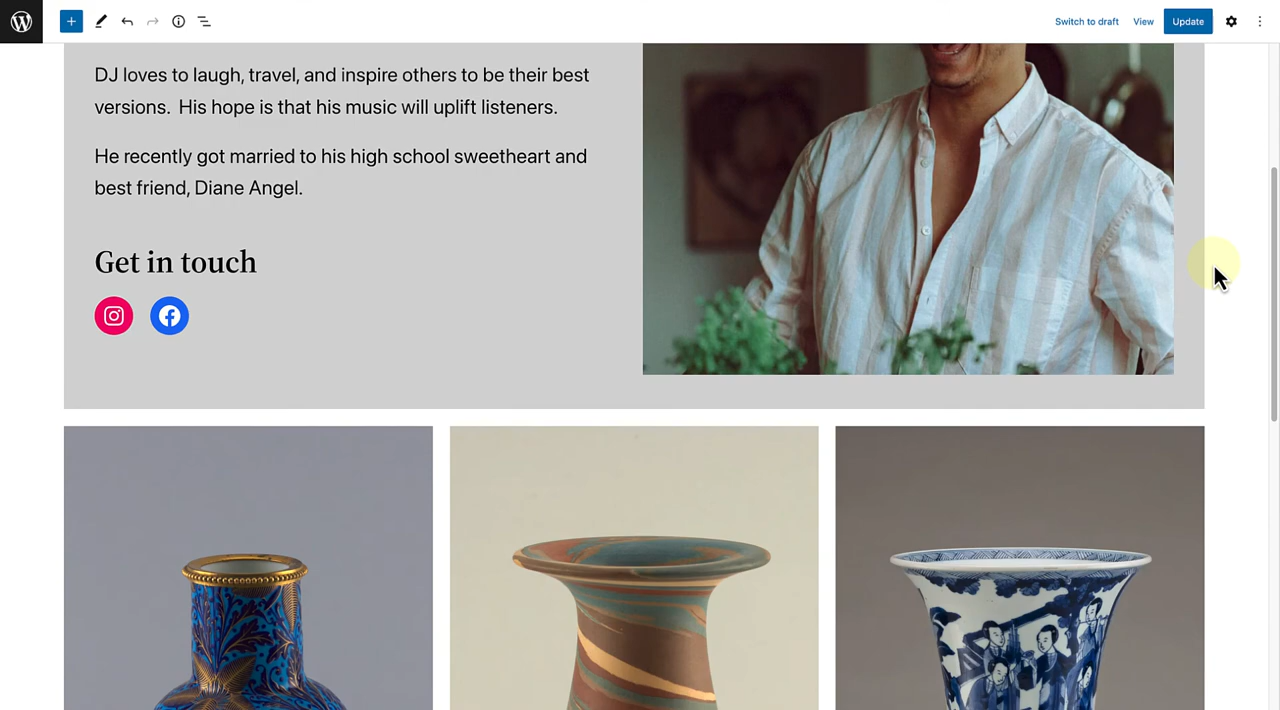 Switch to draft View Update
DJ loves to laugh, travel, and inspire others to be their best
versions.  His hope is that his music will uplift listeners.
He recently got married to his high school sweetheart and
best friend, Diane Angel.
Get in touch